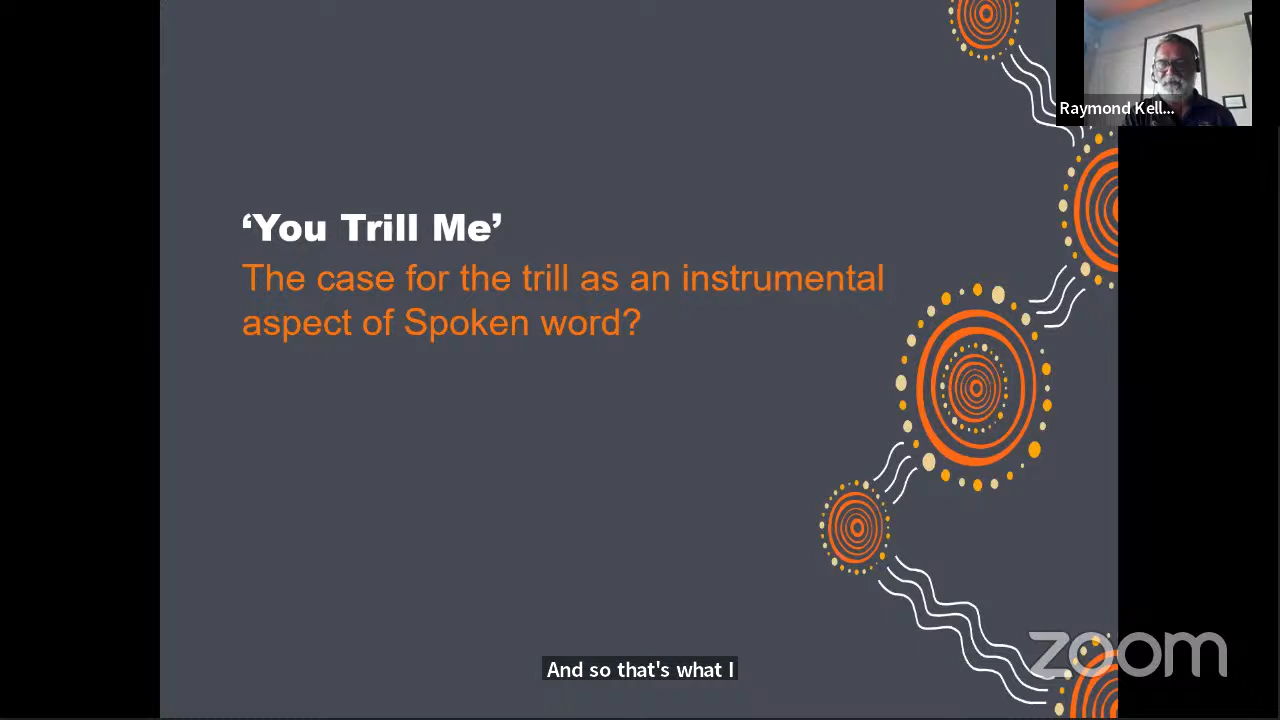 Raymond Kell...
‘You Trill Me’
The case for the trill as an instrumental
aspect of Spoken word?
zoom
And so that's what I